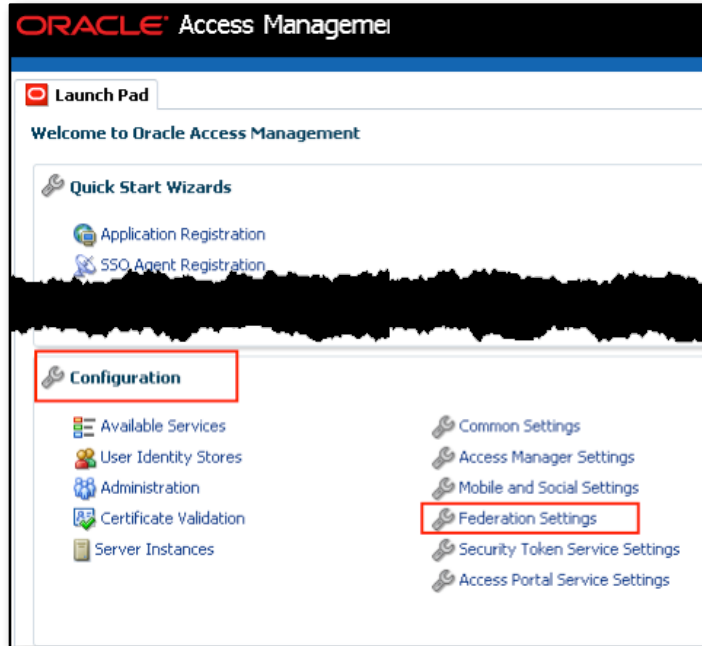 ORACLE Access Managemei
Launch Pad
Welcome to Oracle Access Management
Quick Start Wizards
Application Registration
SSO Agent Registration
Configuration
Available Services
User Identity Stores
Administration
Certificate Validation
Server Instances
Common Settings
Access Manager Settings
Mobile and Social Settings
Federation Settings
Security Token Service Settings
Access Portal Service Settings